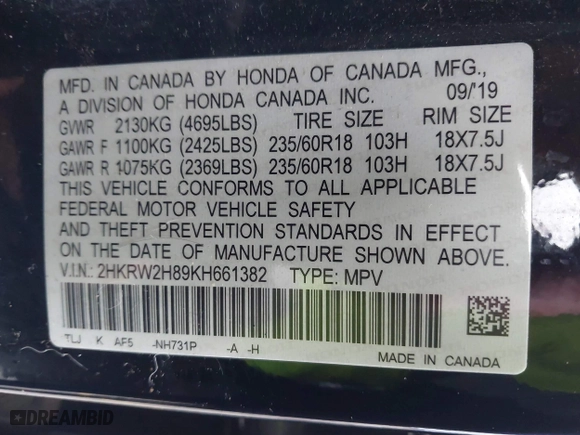 MFD. IN CANADA BY HONDA OF CANADA MFG.,
A DIVISION OF HONDA CANADA INC. 09/'19
GVWR 2130KG (4695LBS) TIRE SIZE RIM SIZE
GAWR F 1100KG (2425LBS) 235/60R18 103H 18X7.5J
GAWR R 1075KG (2369LBS) 235/60R18 103H 18X7.5J
THIS VEHICLE CONFORMS TO ALL APPLICABLE
FEDERAL MOTOR VEHICLE SAFETY
AND THEFT PREVENTION STANDARDS IN EFFECT
ON THE DATE OF MANUFACTURE SHOWN ABOVE.
V.I.N.: 2HKRW2H89KH661382 TYPE: MPV
TLJ K AF5 -NH731P -A -H
MADE IN CANADA
DREAMBID